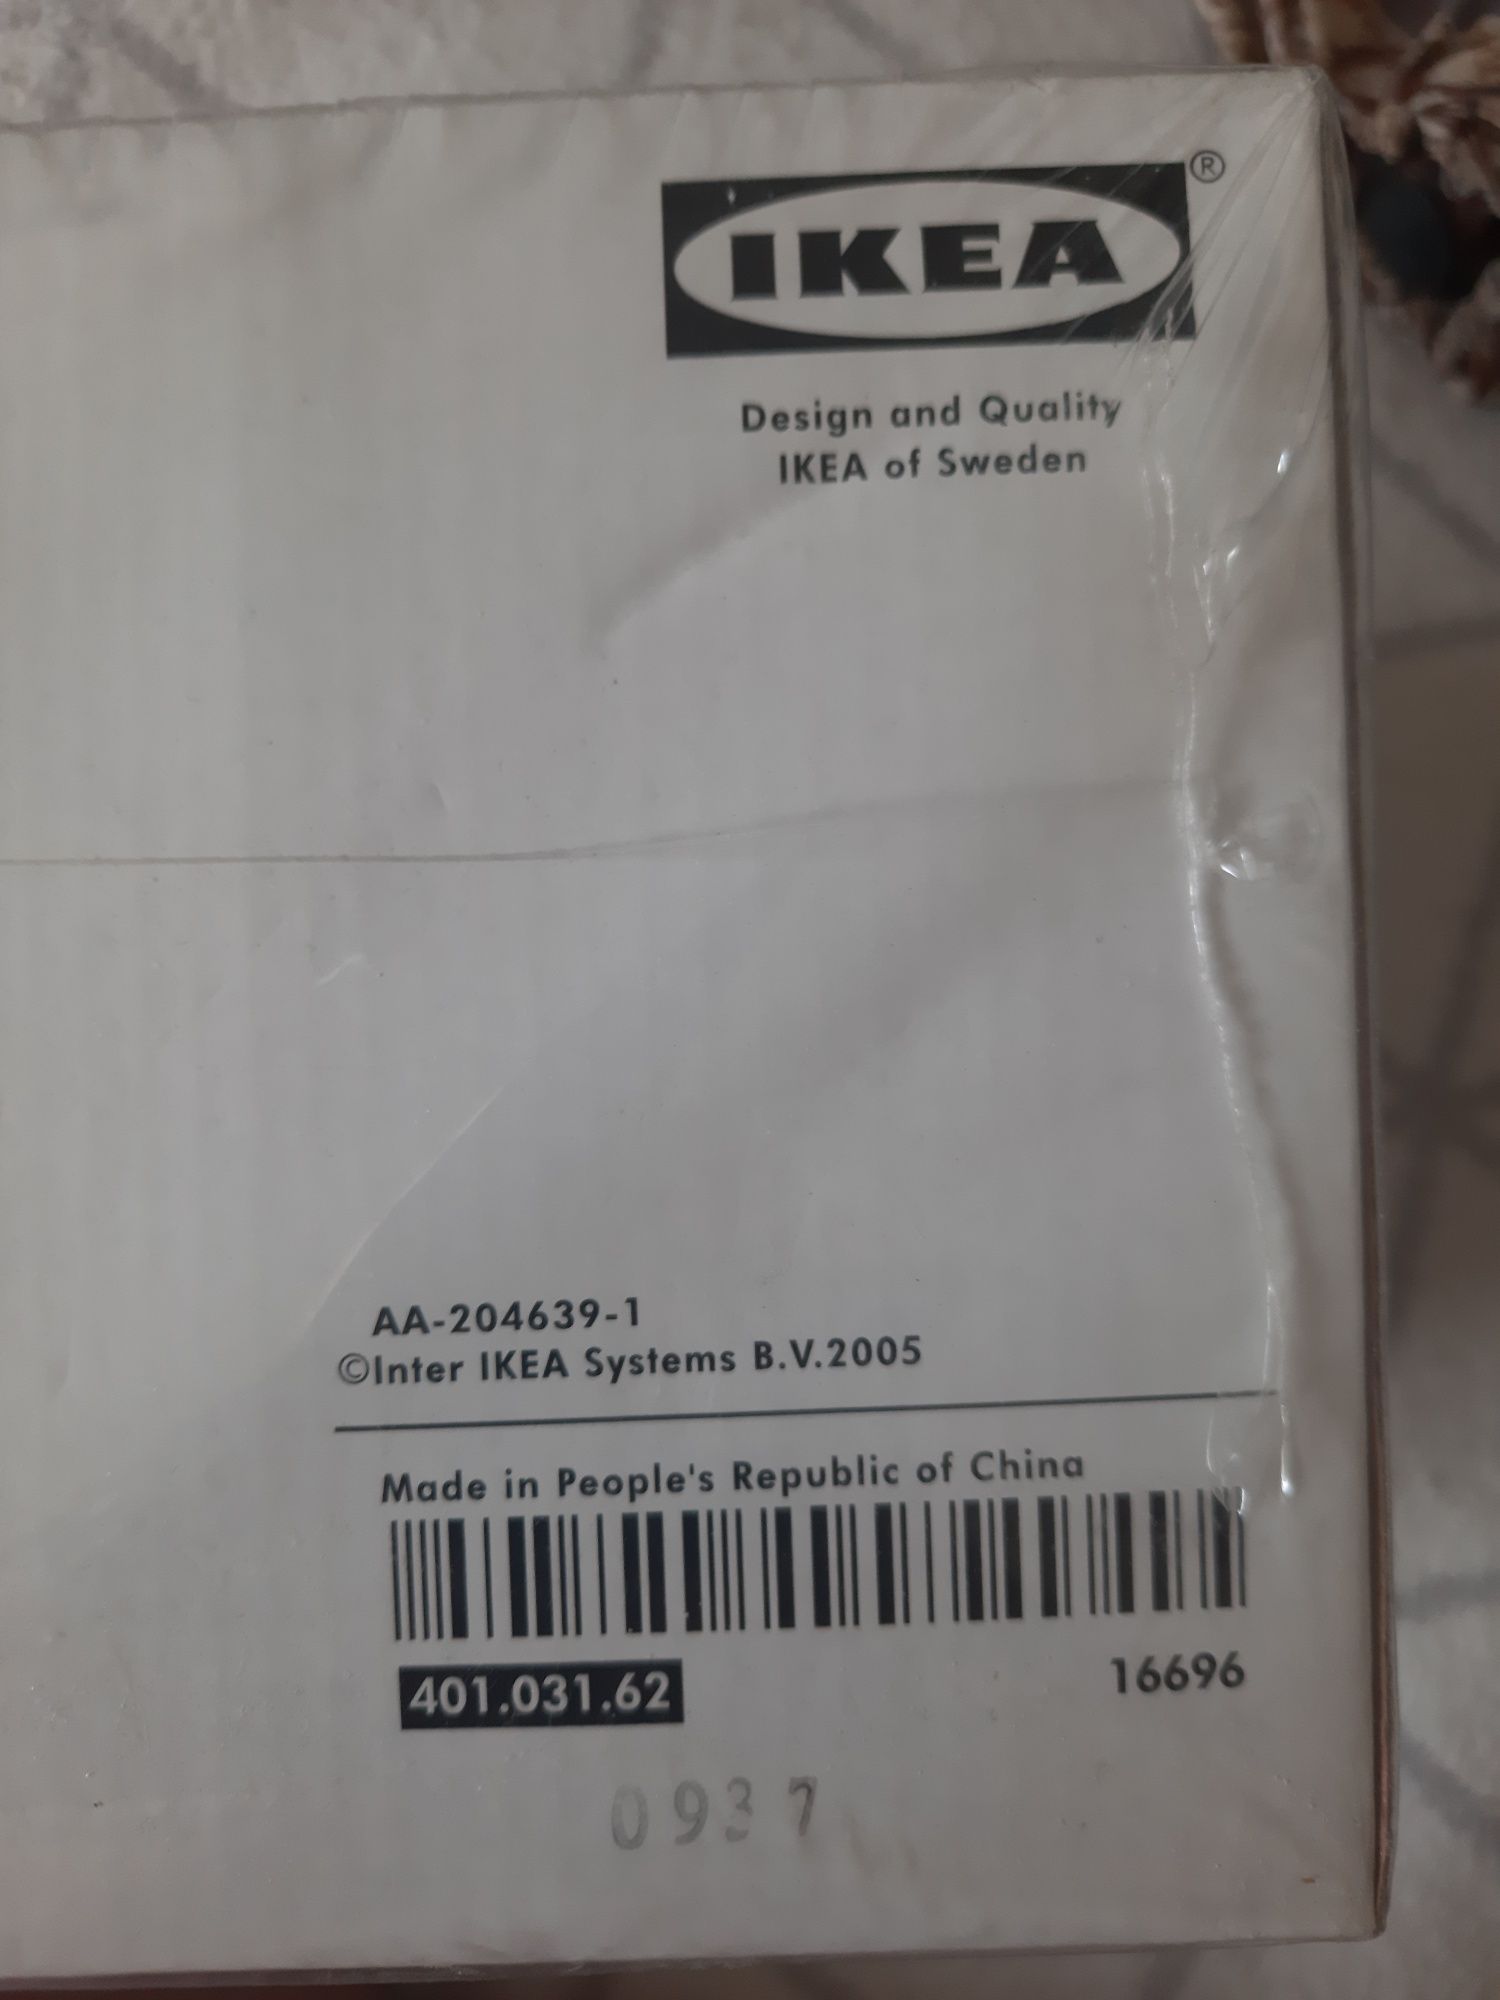 IKEA®
Design and Quality
IKEA of Sweden
AA-204639-1
©Inter IKEA Systems B.V.2005
Made in People's Republic of China
401.031.62
16696
0937